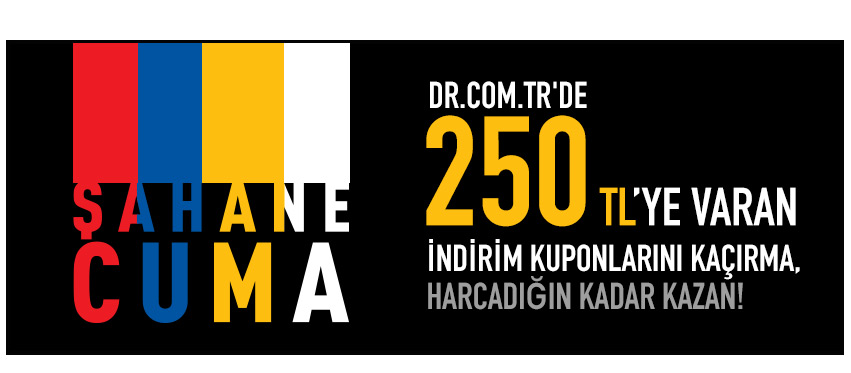 ŞAHANE
CUMA
DR.COM.TR'DE
250 TL'YE VARAN
İNDİRİM KUPONLARINI KAÇIRMA,
HARCADIĞIN KADAR KAZAN!